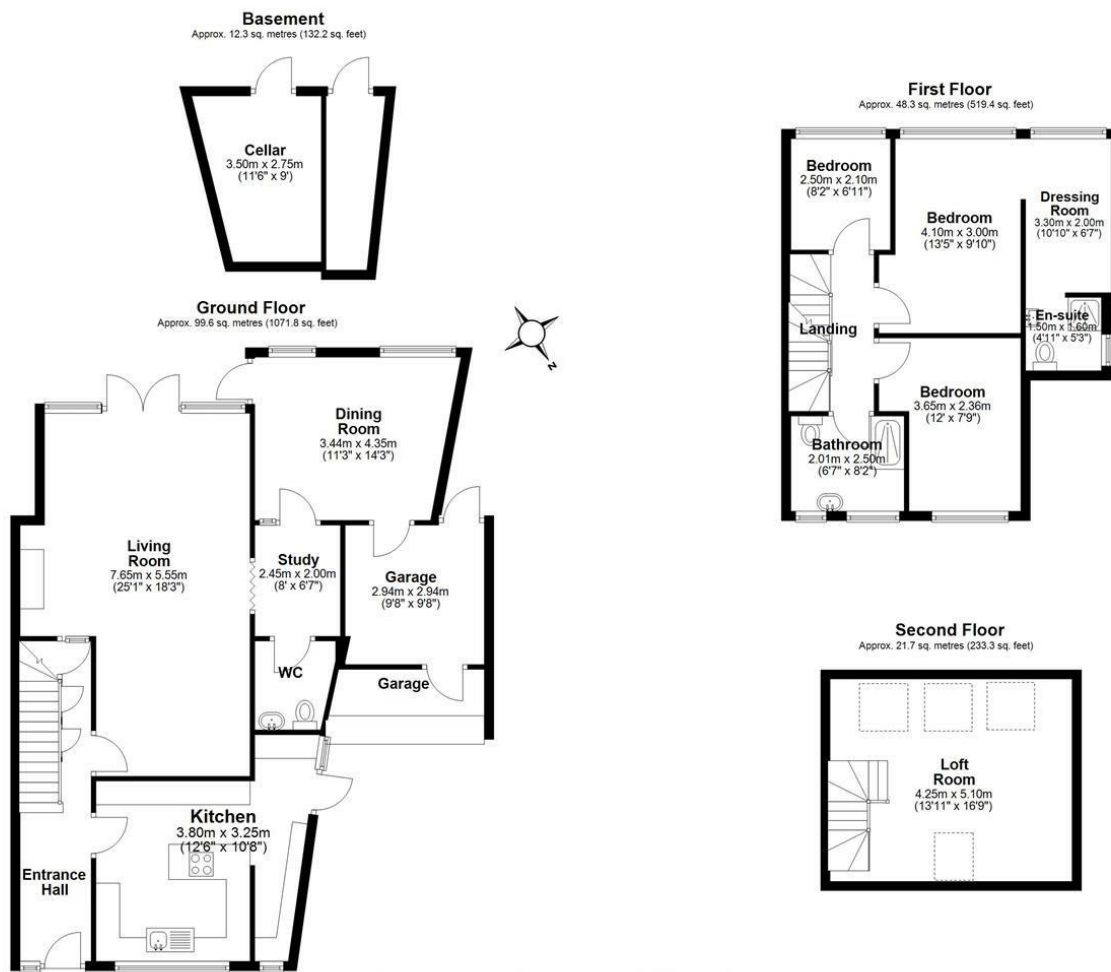 Basement
Approx. 12.3 sq. metres (132.2 sq. feet)
Cellar
3.50m x 2.75m
(11'6" x 9')
Ground Floor
Approx. 99.6 sq. metres (1071.8 sq. feet)
Dining
Room
3.44m x 4.35m
(11'3" x 14'3")
Living
Room
7.65m x 5.55m
(25'1" x 18'3")
Study
2.45m x 2.00m
(8' x 6'7")
Garage
2.94m x 2.94m
(9'8" x 9'8")
WC
Garage
Kitchen
3.80m x 3.25m
(12'6" x 10'8")
Entrance
Hall
N
First Floor
Approx. 48.3 sq. metres (519.4 sq. feet)
Bedroom
2.50m x 2.10m
(8'2" x 6'11")
Bedroom
4.10m x 3.00m
(13'5" x 9'10")
Dressing
Room
3.30m x 2.00m
(10'10" x 6'7")
En-suite
1.50m x 1.60m
(4'11" x 5'3")
Landing
Bedroom
3.65m x 2.36m
(12' x 7'9")
Bathroom
2.01m x 2.50m
(6'7" x 8'2")
Second Floor
Approx. 21.7 sq. metres (233.3 sq. feet)
Loft
Room
4.25m x 5.10m
(13'11" x 16'9")